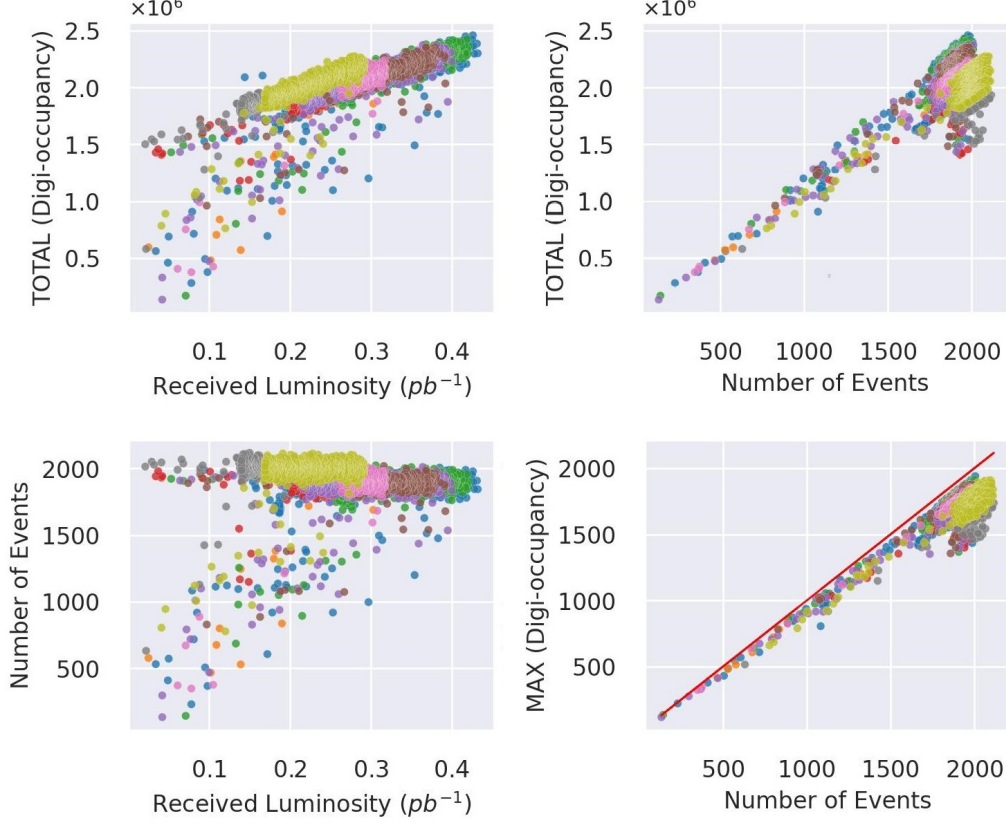 ×10⁶
2.5
2.0
1.5
1.0
0.5
TOTAL (Digi-occupancy)
0.1 0.2 0.3 0.4
Received Luminosity (pb⁻¹)
×10⁶
2.5
2.0
1.5
1.0
0.5
TOTAL (Digi-occupancy)
500 1000 1500 2000
Number of Events
2000
1500
1000
500
Number of Events
0.1 0.2 0.3 0.4
Received Luminosity (pb⁻¹)
2000
1500
1000
500
MAX (Digi-occupancy)
500 1000 1500 2000
Number of Events